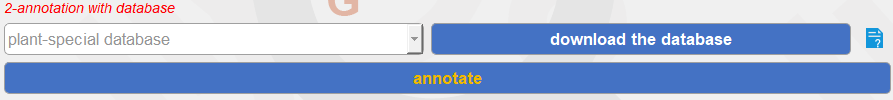 2-annotation with database
G
plant-special database
download the database
?
annotate